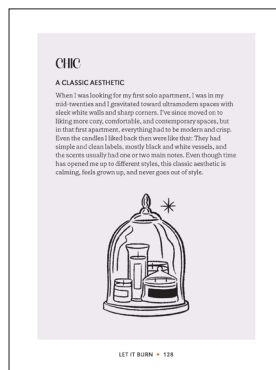 CHIC
A CLASSIC AESTHETIC
When I was looking for my first solo apartment, I was in my
mid-twenties and I gravitated toward ultramodern spaces with
sleek white walls and sharp corners. I've since moved on to
liking more cozy, comfortable, and contemporary spaces, but
in that first apartment, everything had to be modern and crisp.
Even the candles I liked back then were like that: They had
simple and clean labels, mostly black and white vessels, and
the scents usually had one or two main notes. Even though time
has opened me up to different styles, this classic aesthetic is
calming, feels grown up, and never goes out of style.
LET IT BURN • 128